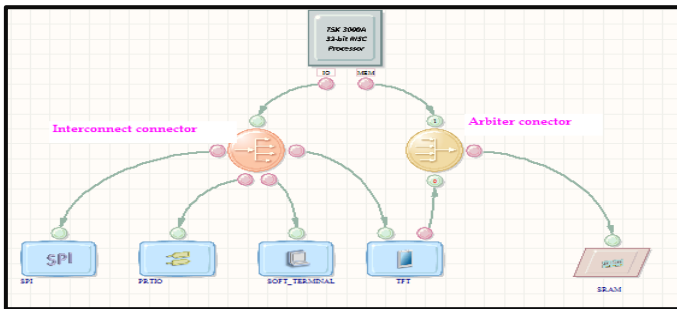 TSK 3000A
32-bit RISC
Processor
IO MEM
Interconnect connector
Arbiter conector
1
0
SPI
SPI
PRTIO
SOFT_TERMINAL
TFT
SRAM